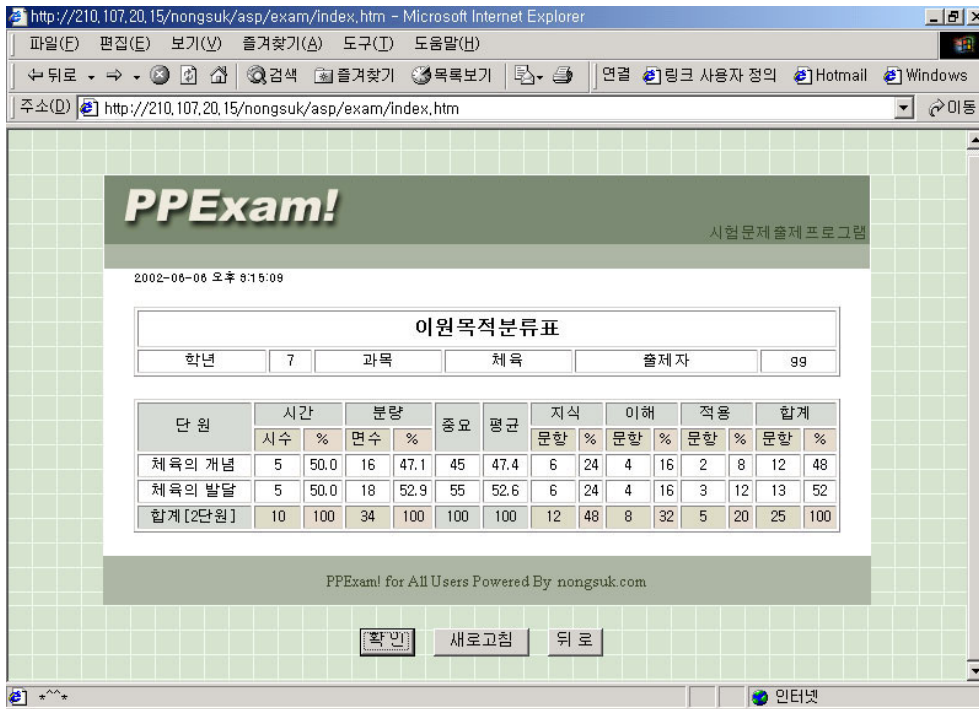 http://210,107,20,15/nongsuk/asp/exam/index,htm - Microsoft Internet Explorer
파일(F) 편집(E) 보기(V) 즐겨찾기(A) 도구(T) 도움말(H)
뒤로 검색 즐겨찾기 목록보기 연결 링크 사용자 정의 Hotmail Windows
주소(D) http://210,107,20,15/nongsuk/asp/exam/index,htm 이동
PPExam!
시험문제출제프로그램
2002-06-06 오후 9:15:09
이원목적분류표
학년 7 과목 체육 출제자 gg
단 원 시간 분량 중요 평균 지식 이해 적용 합계
시수 % 면수 % 문항 % 문항 % 문항 % 문항 %
체육의 개념 5 50.0 16 47.1 45 47.4 6 24 4 16 2 8 12 48
체육의 발달 5 50.0 18 52.9 55 52.6 6 24 4 16 3 12 13 52
합계[2단원] 10 100 34 100 100 100 12 48 8 32 5 20 25 100
PPExam! for All Users Powered By nongsuk.com
확인 새로고침 뒤 로
*^^* 인터넷